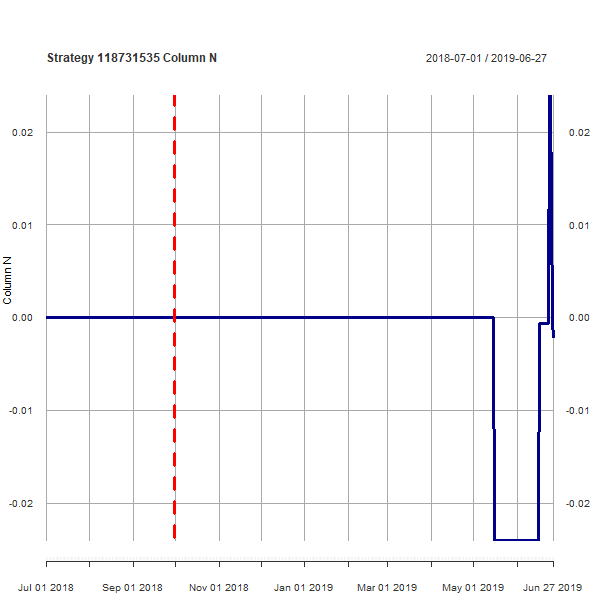 Strategy 118731535 Column N
2018-07-01 / 2019-06-27
0.02 0.02
0.01 0.01
Column N
0.00 0.00
-0.01 -0.01
-0.02 -0.02
Jul 01 2018 Sep 01 2018 Nov 01 2018 Jan 01 2019 Mar 01 2019 May 01 2019 Jun 27 2019